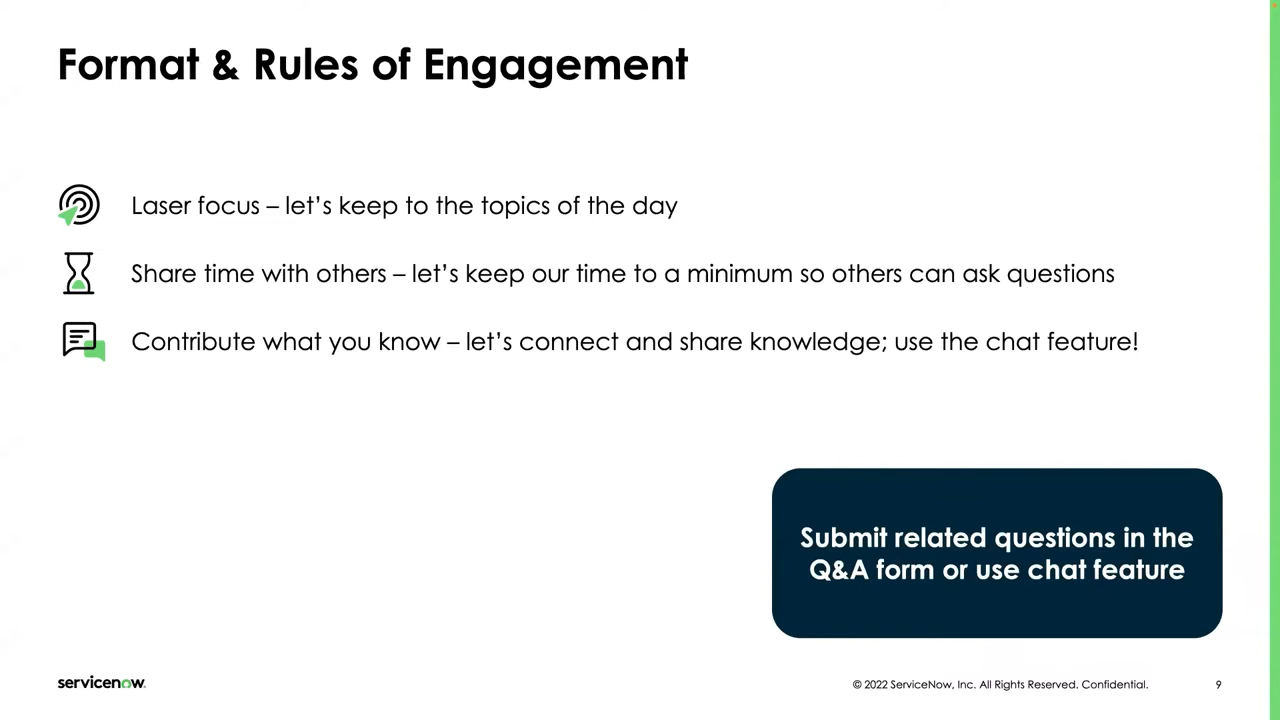 Format & Rules of Engagement
Laser focus – let’s keep to the topics of the day
Share time with others – let’s keep our time to a minimum so others can ask questions
Contribute what you know – let’s connect and share knowledge; use the chat feature!
Submit related questions in the
Q&A form or use chat feature
servicenow.
© 2022 ServiceNow, Inc. All Rights Reserved. Confidential.
9